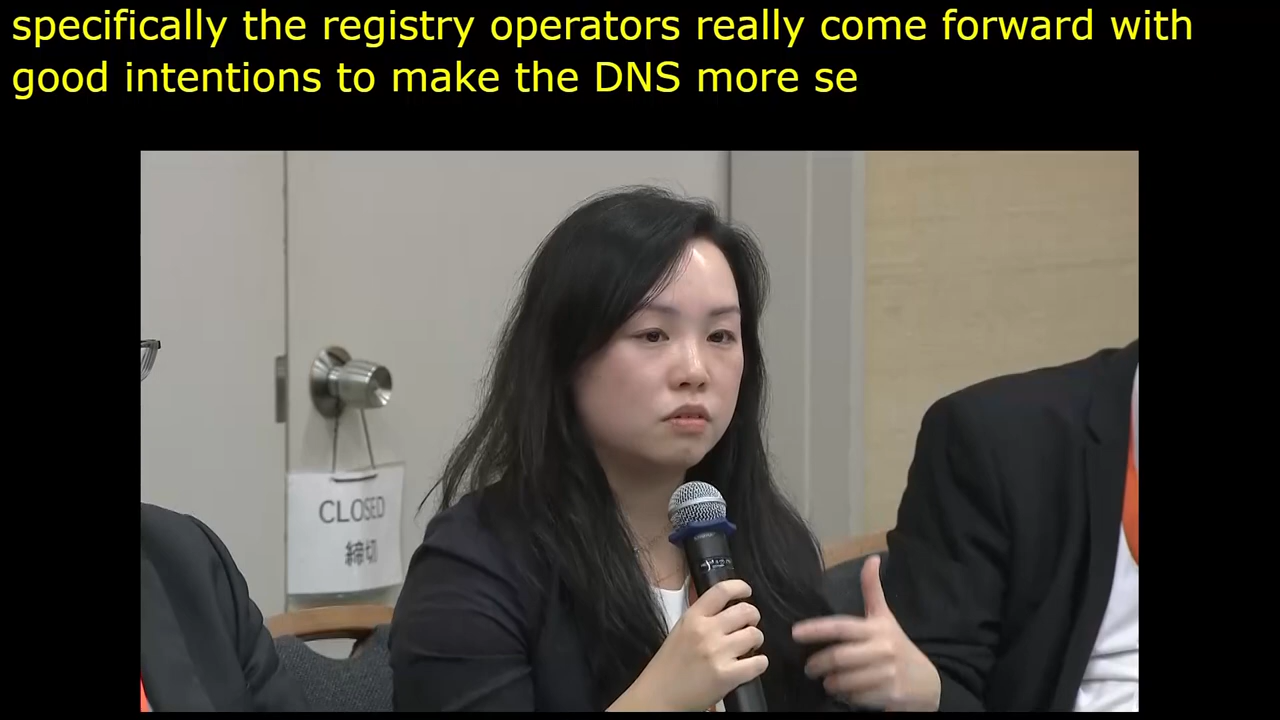 specifically the registry operators really come forward with
good intentions to make the DNS more se
CLOSED
締切